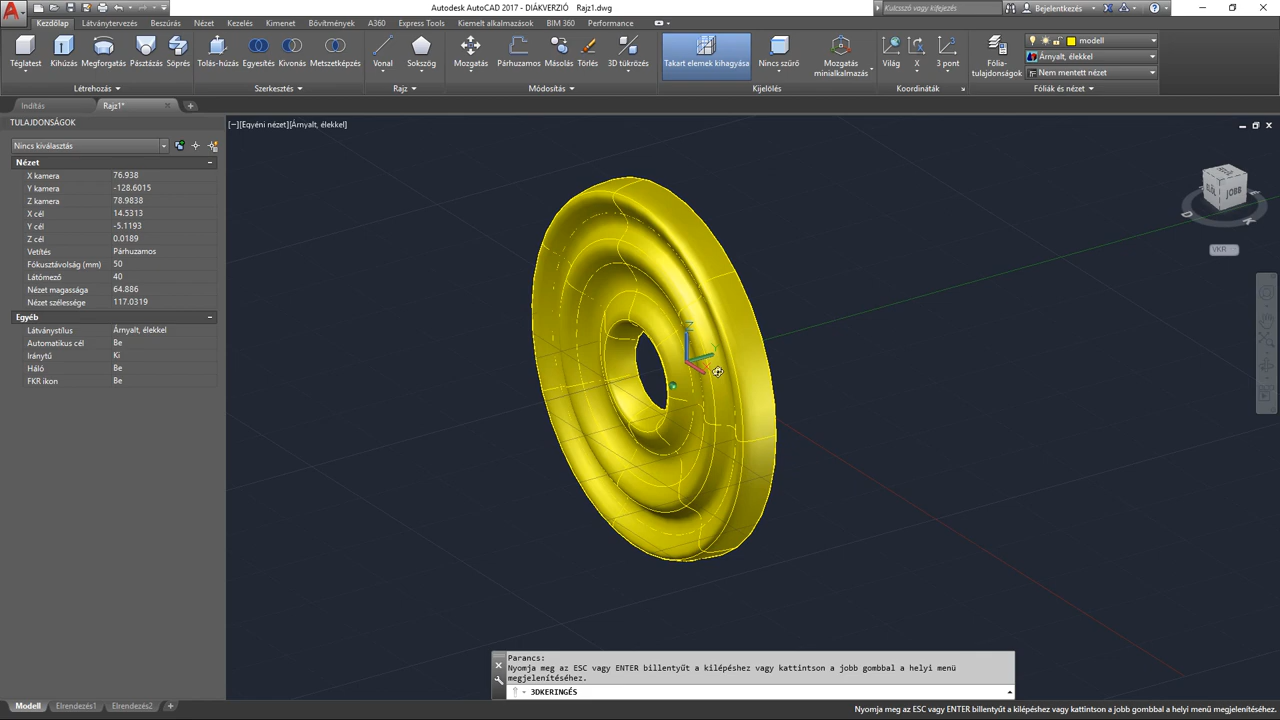 Autodesk AutoCAD 2017 - DIÁKVERZIÓ Rajz1.dwg
Kulcsszó vagy kifejezés
Bejelentkezés
Kezdőlap Látványtervezés Beszúrás Nézet Kezelés Kimenet Bővítmények A360 Express Tools Kiemelt alkalmazások BIM 360 Performance
Téglatest Kihúzás Megforgatás Pásztázás Söprés Tolás-húzás Egyesítés Kivonás Metszetképzés Vonal Sokszög Mozgatás Párhuzamos Másolás Törlés 3D tükrözés Takart elemek kihagyása Nincs szűrő Mozgatás minialkalmazás Világ X 3 pont Fólia-tulajdonságok
modell
Árnyalt, élekkel
Nem mentett nézet
Létrehozás Szerkesztés Rajz Módosítás Kijelölés Koordináták Fóliák és nézet
Indítás Rajz1*
TULAJDONSÁGOK
[−][Egyéni nézet][Árnyalt, élekkel]
Nincs kiválasztás
Nézet
X kamera 76.938
Y kamera -128.6015
Z kamera 78.9838
X cél 14.5313
Y cél -5.1193
Z cél 0.0189
Vetítés Párhuzamos
Fókusztávolság (mm) 50
Látómező 40
Nézet magassága 64.886
Nézet szélessége 117.0319
Egyéb
Látványstílus Árnyalt, élekkel
Automatikus cél Be
Iránytű Ki
Háló Be
FKR ikon Be
JOBB
D
K
VKR
Z
Y
Parancs:
Nyomja meg az ESC vagy ENTER billentyűt a kilépéshez vagy kattintson a jobb gombbal a helyi menü
megjelenítéséhez.
3DKERINGÉS
Modell Elrendezés1 Elrendezés2
Nyomja meg az ESC vagy ENTER billentyűt a kilépéshez vagy kattintson a jobb gombbal a helyi menü megjelenítéséhez.